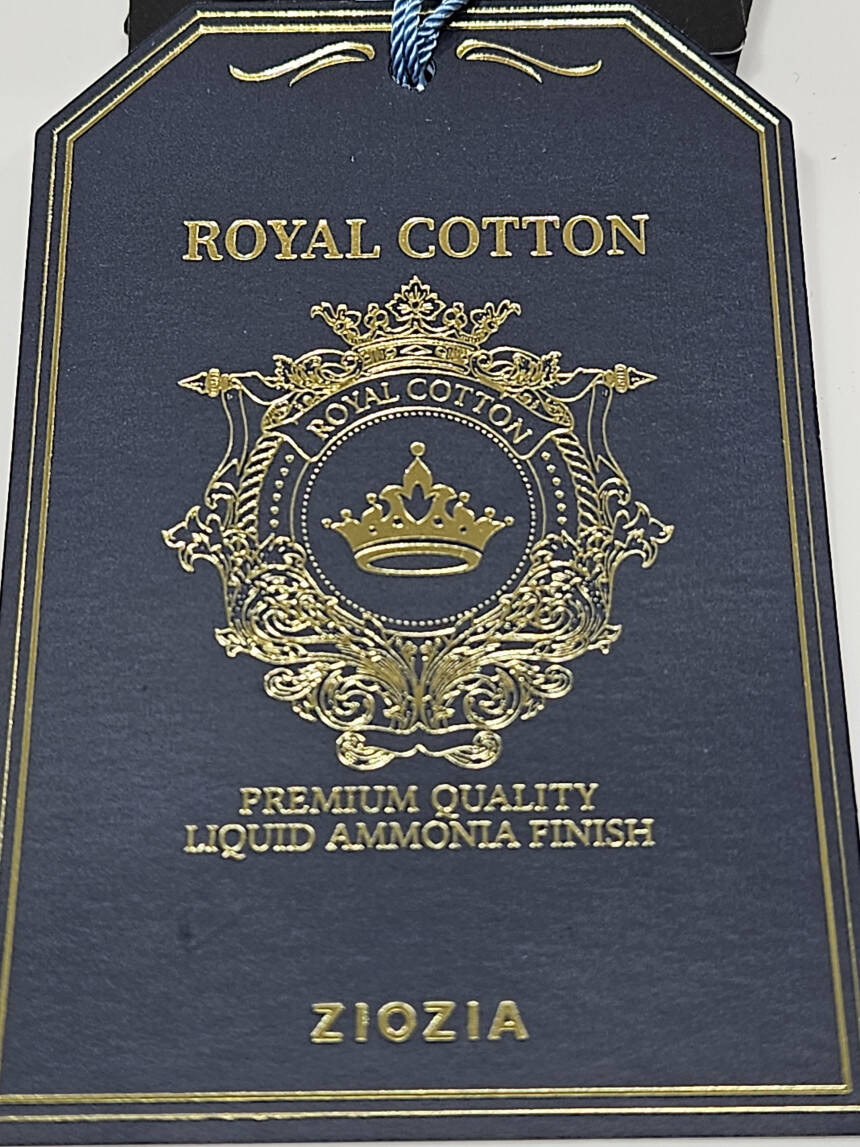 ROYAL COTTON
ROYAL COTTON
PREMIUM QUALITY
LIQUID AMMONIA FINISH
ZIOZIA